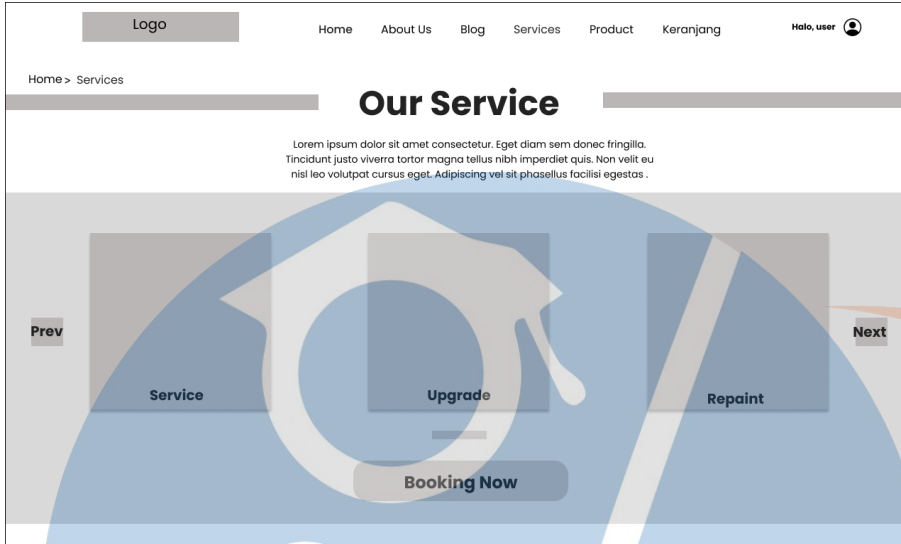 Logo
Home
About Us
Blog
Services
Product
Keranjang
Halo, user
Home > Services
Our Service
Lorem ipsum dolor sit amet consectetur. Eget diam sem donec fringilla.
Tincidunt justo viverra tortor magna tellus nibh imperdiet quis. Non velit eu
nisl leo volutpat cursus eget. Adipiscing vel sit phasellus facilisi egestas .
Prev
Service
Upgrade
Repaint
Next
Booking Now